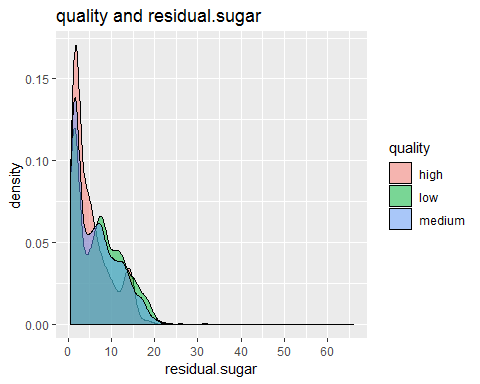 quality and residual.sugar
density
0.15
0.10
0.05
0.00
0 10 20 30 40 50 60
residual.sugar
quality
high
low
medium